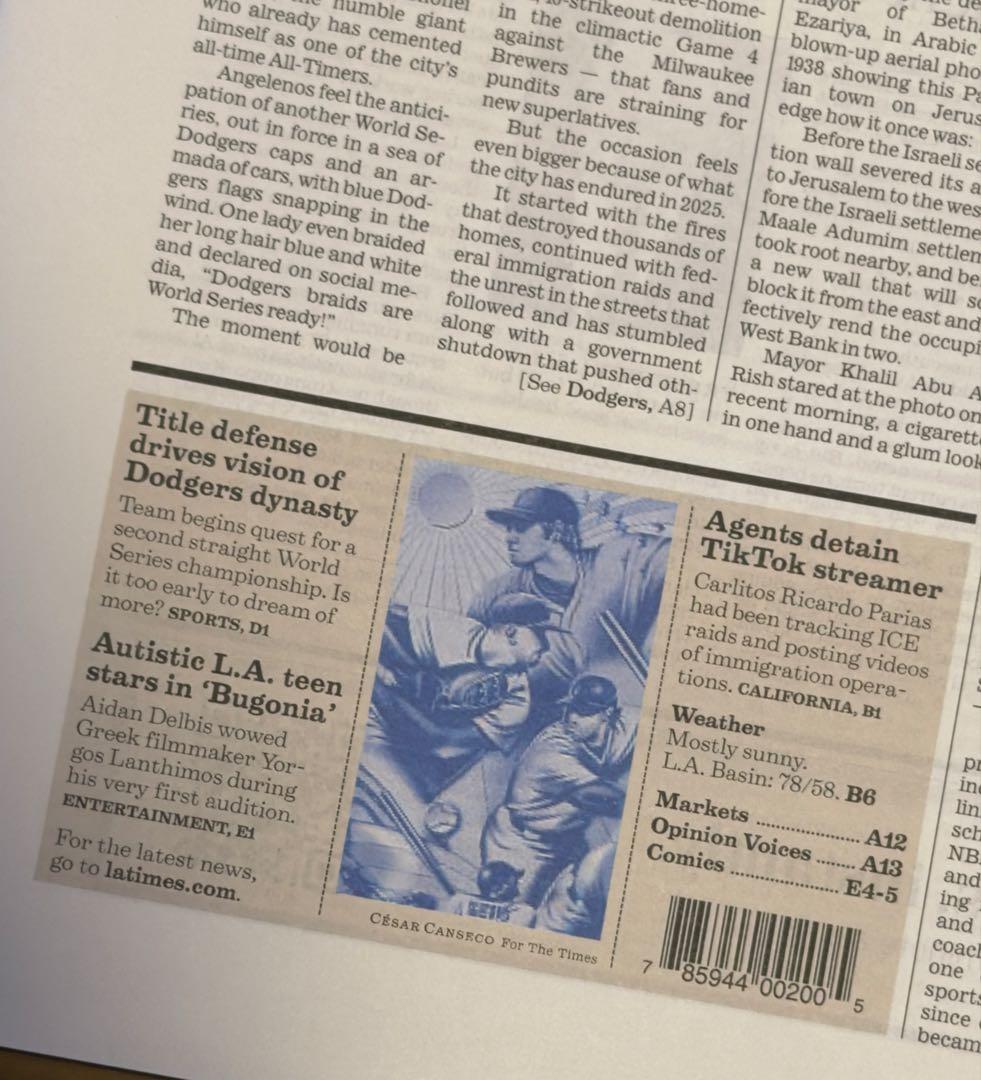 who already has cemented
himself as one of the city's
all-time All-Timers.
Angelenos feel the antici-
pation of another World Se-
ries, out in force in a sea of
Dodgers caps and an ar-
mada of cars, with blue Dod-
gers flags snapping in the
wind. One lady even braided
her long hair blue and white
and declared on social me-
dia, "Dodgers braids are
World Series ready!"
The moment would be
in the climactic Game 4
against the Milwaukee
Brewers — that fans and
pundits are straining for
new superlatives.
But the occasion feels
even bigger because of what
the city has endured in 2025.
It started with the fires
that destroyed thousands of
homes, continued with fed-
eral immigration raids and
the unrest in the streets that
followed and has stumbled
along with a government
shutdown that pushed oth-
[See Dodgers, A8]
mayor of
Ezariya, in Arabic
blown-up aerial
1938 showing this
ian town on
edge how it once was:
Before the Israeli
tion wall severed its
to Jerusalem to the
fore the Israeli
Maale Adumim
took root nearby, and
a new wall that will
block it from the east and
fectively rend the
West Bank in two.
Mayor Khalil Abu
Rish stared at the photo
recent morning, a
in one hand and a glum look
Title defense
drives vision of
Dodgers dynasty
Team begins quest for a
second straight World
Series championship. Is
it too early to dream of
more? SPORTS, D1
Autistic L.A. teen
stars in 'Bugonia'
Aidan Delbis wowed
Greek filmmaker Yor-
gos Lanthimos during
his very first audition.
ENTERTAINMENT, E1
For the latest news,
go to latimes.com.
CÉSAR CANSECO For The Times
Agents detain
TikTok streamer
Carlitos Ricardo Parias
had been tracking ICE
raids and posting videos
of immigration opera-
tions. CALIFORNIA, B1
Weather
Mostly sunny.
L.A. Basin: 78/58. B6
Markets .................... A12
Opinion Voices ........ A13
Comics ..................... E4-5
7 85944 00200 5
and
ing
and
one
sports
since
became